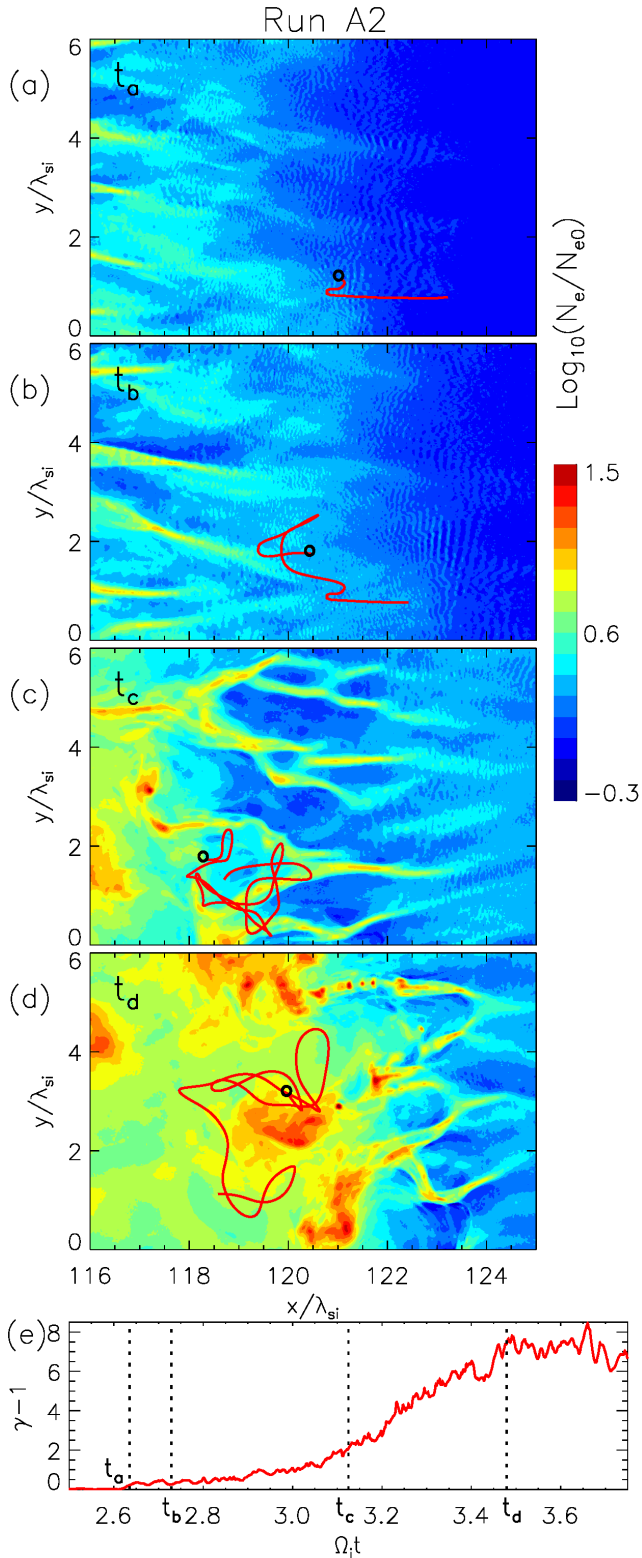 Run A2
(a)
t_a
y/λ_si
6
4
2
0
(b)
t_b
y/λ_si
6
4
2
0
(c)
t_c
y/λ_si
6
4
2
0
(d)
t_d
y/λ_si
6
4
2
0
116 118 120 122 124
x/λ_si
Log₁₀(N_e/N_e0)
1.5
0.6
−0.3
(e)
γ−1
8
6
4
2
0
t_a
t_b
t_c
t_d
2.6 2.8 3.0 3.2 3.4 3.6
Ω_i t